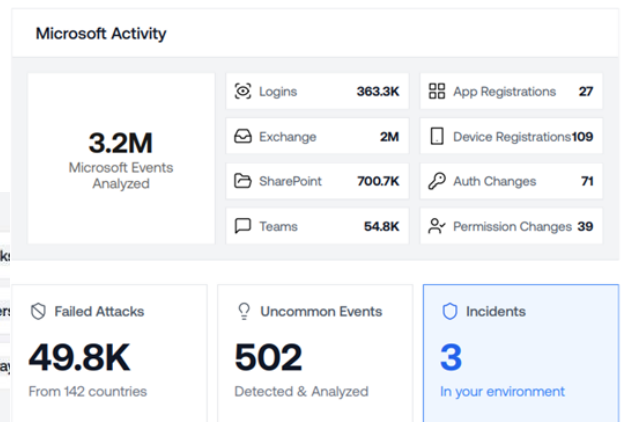 Microsoft Activity
3.2M
Microsoft Events
Analyzed
Logins 363.3K
Exchange 2M
SharePoint 700.7K
Teams 54.8K
App Registrations 27
Device Registrations 109
Auth Changes 71
Permission Changes 39
Failed Attacks
49.8K
From 142 countries
Uncommon Events
502
Detected & Analyzed
Incidents
3
In your environment